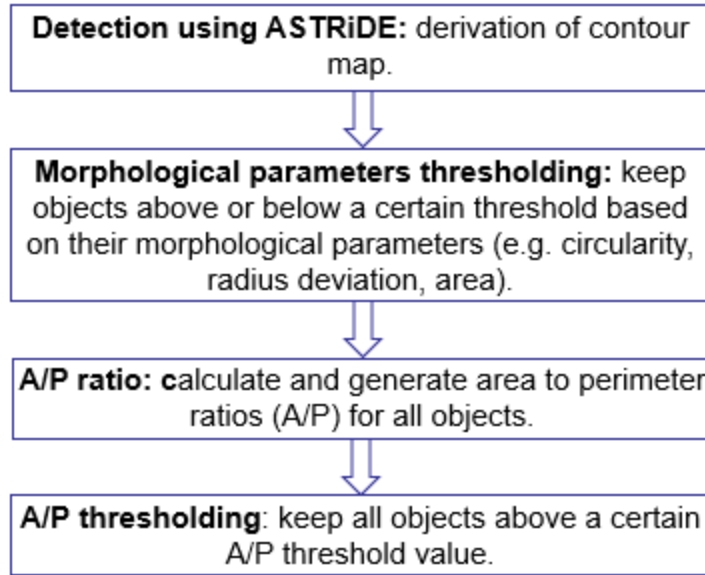 Detection using ASTRiDE: derivation of contour
map.
Morphological parameters thresholding: keep
objects above or below a certain threshold based
on their morphological parameters (e.g. circularity,
radius deviation, area).
A/P ratio: calculate and generate area to perimeter
ratios (A/P) for all objects.
A/P thresholding: keep all objects above a certain
A/P threshold value.